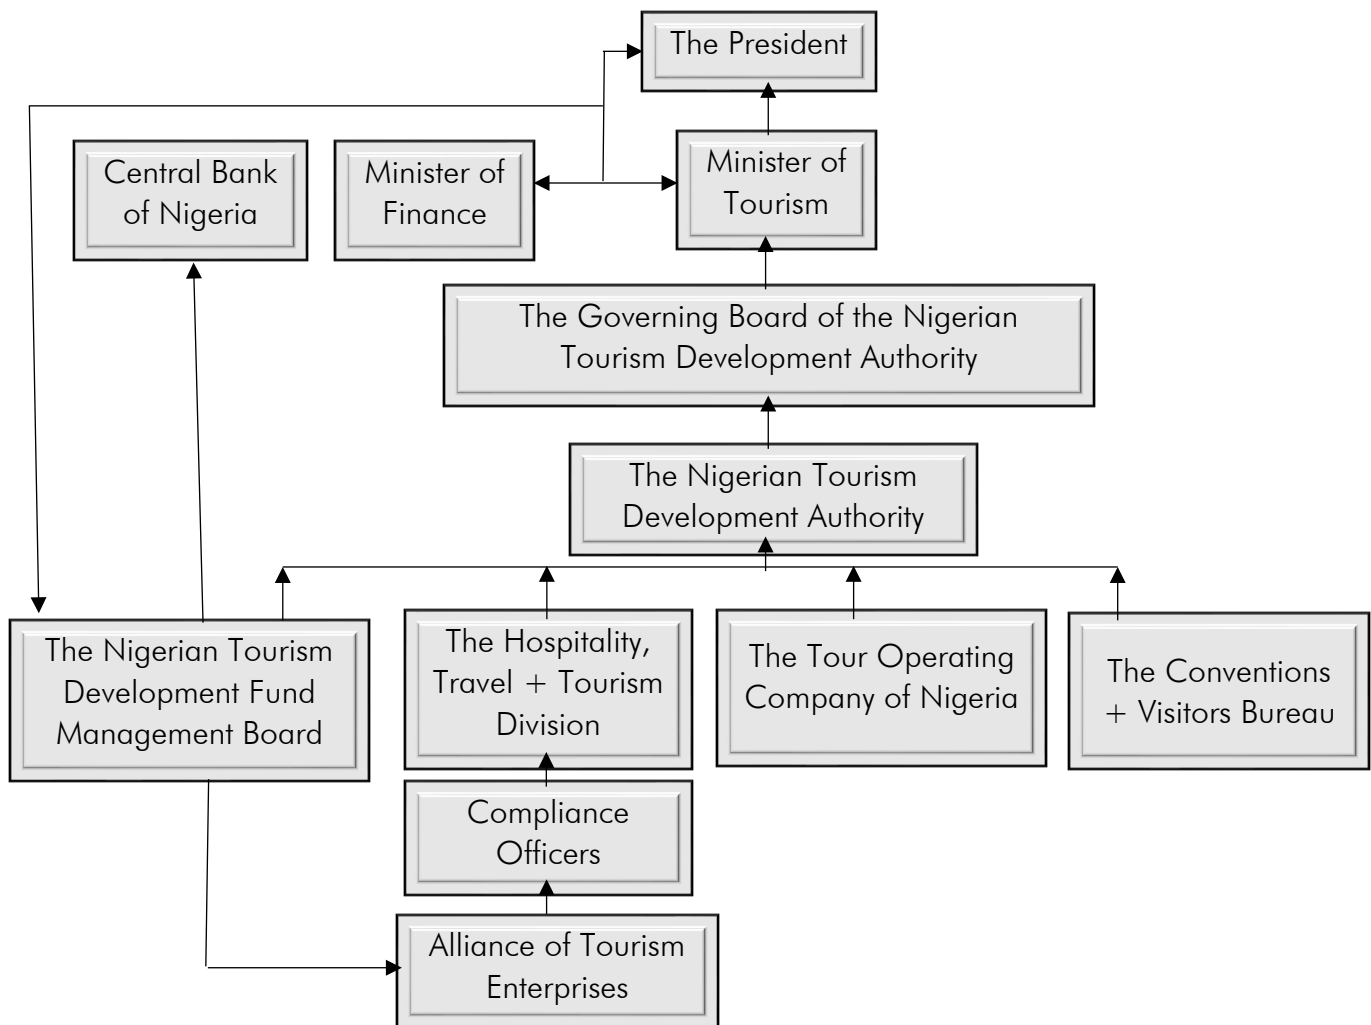 The President
Central Bank
of Nigeria
Minister of
Finance
Minister of
Tourism
The Governing Board of the Nigerian
Tourism Development Authority
The Nigerian Tourism
Development Authority
The Nigerian Tourism
Development Fund
Management Board
The Hospitality,
Travel + Tourism
Division
The Tour Operating
Company of Nigeria
The Conventions
+ Visitors Bureau
Compliance
Officers
Alliance of Tourism
Enterprises